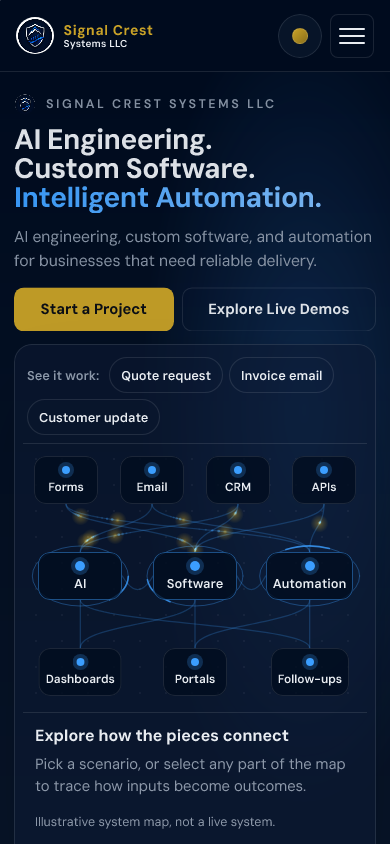 Signal Crest
Systems LLC
SIGNAL CREST SYSTEMS LLC
AI Engineering.
Custom Software.
Intelligent Automation.
AI engineering, custom software, and automation
for businesses that need reliable delivery.
Start a Project
Explore Live Demos
See it work:
Quote request
Invoice email
Customer update
Forms
Email
CRM
APIs
AI
Software
Automation
Dashboards
Portals
Follow-ups
Explore how the pieces connect
Pick a scenario, or select any part of the map
to trace how inputs become outcomes.
Illustrative system map, not a live system.